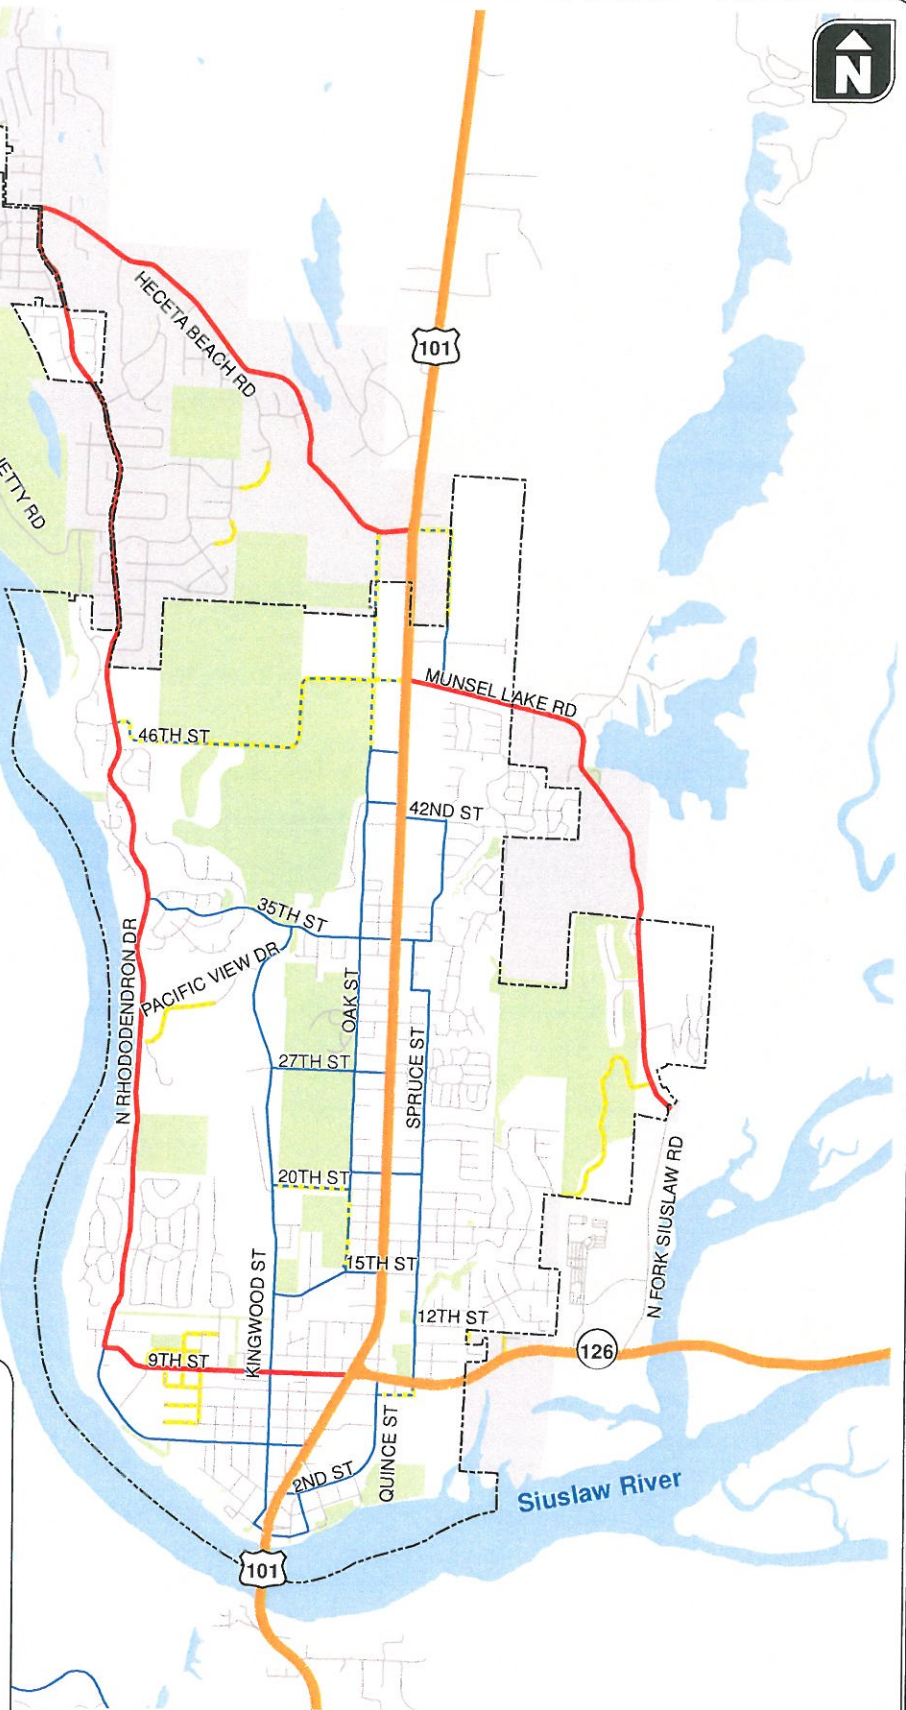 N
HECETA BEACH RD
101
JETTY RD
MUNSEL LAKE RD
46TH ST
42ND ST
35TH ST
N RHODODENDRON DR
PACIFIC VIEW DR
OAK ST
27TH ST
SPRUCE ST
20TH ST
N FORK SIUSLAW RD
KINGWOOD ST
15TH ST
12TH ST
126
9TH ST
QUINCE ST
2ND ST
Siuslaw River
101